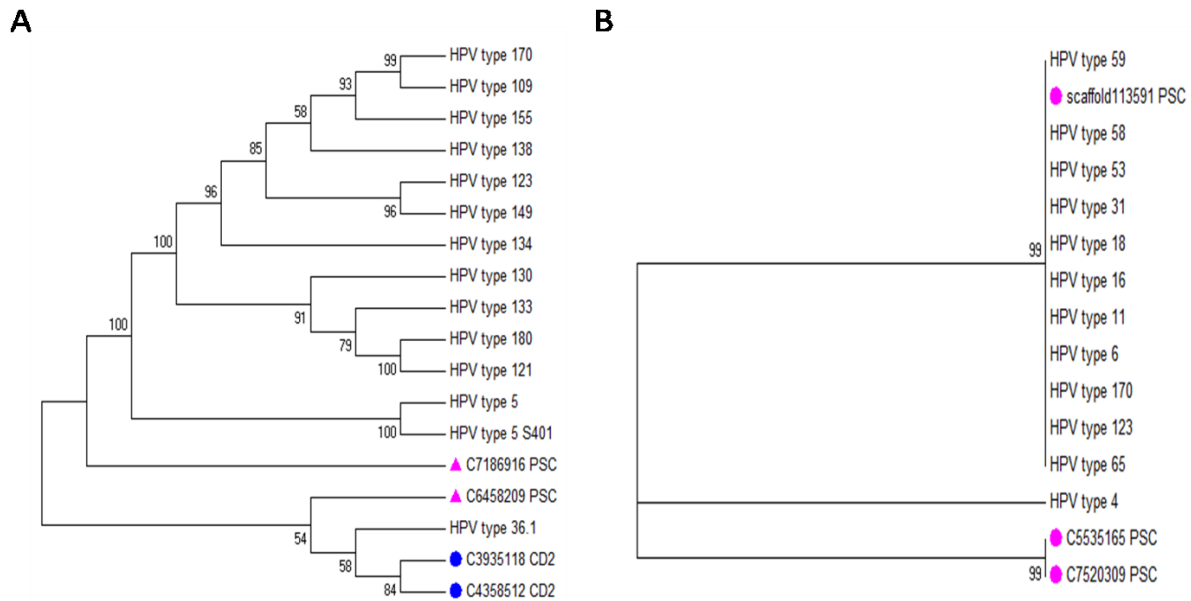 A
99
HPV type 170
HPV type 109
93
HPV type 155
58
HPV type 138
85
HPV type 123
96
HPV type 149
96
HPV type 134
100
HPV type 130
91
HPV type 133
79
HPV type 180
100
HPV type 121
100
HPV type 5
100
HPV type 5 S401
C7186916 PSC
C6458209 PSC
54
HPV type 36.1
58
C3935118 CD2
84
C4358512 CD2
B
HPV type 59
scaffold113591 PSC
HPV type 58
HPV type 53
HPV type 31
99
HPV type 18
HPV type 16
HPV type 11
HPV type 6
HPV type 170
HPV type 123
HPV type 65
HPV type 4
C5535165 PSC
99
C7520309 PSC